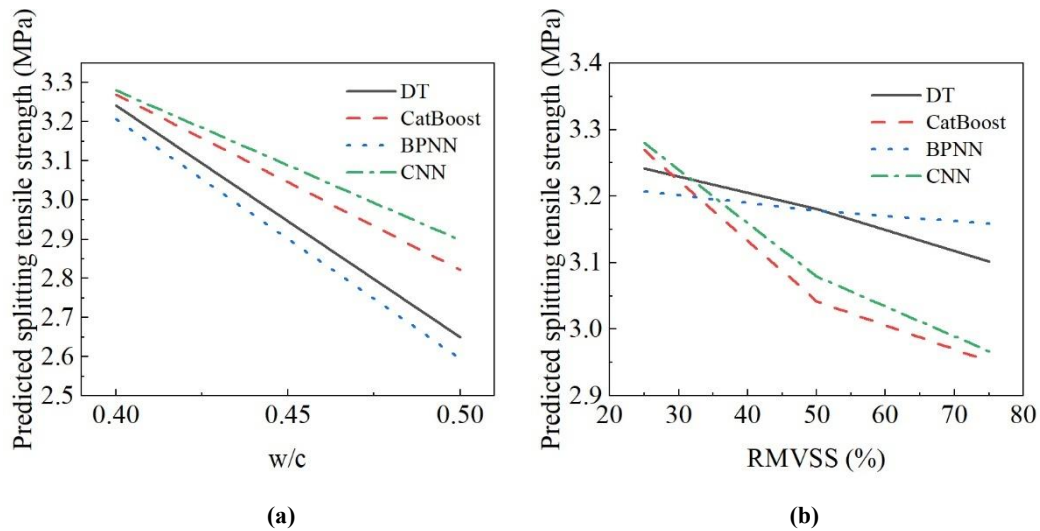 Predicted splitting tensile strength (MPa)
3.3
3.2
3.1
3.0
2.9
2.8
2.7
2.6
2.5
DT
CatBoost
BPNN
CNN
0.40 0.45 0.50
w/c
(a)
Predicted splitting tensile strength (MPa)
3.4
3.3
3.2
3.1
3.0
2.9
DT
CatBoost
BPNN
CNN
20 30 40 50 60 70 80
RMVSS (%)
(b)